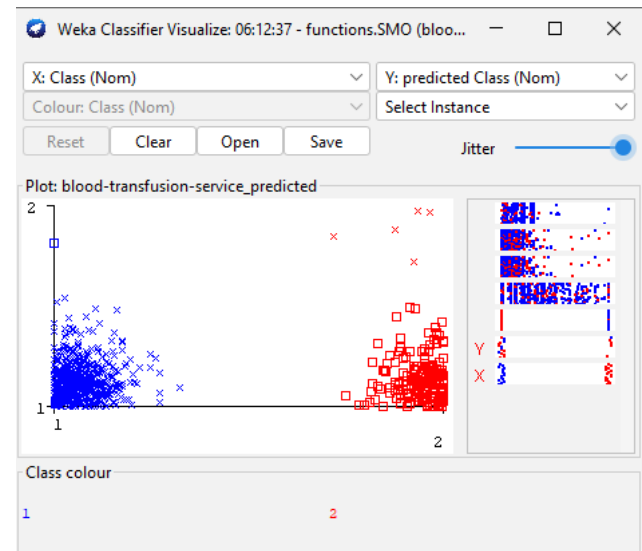 Weka Classifier Visualize: 06:12:37 - functions.SMO (bloo...
X: Class (Nom)
Y: predicted Class (Nom)
Colour: Class (Nom)
Select Instance
Reset
Clear
Open
Save
Jitter
Plot: blood-transfusion-service_predicted
2
1
1
2
Y
X
Class colour
1
2